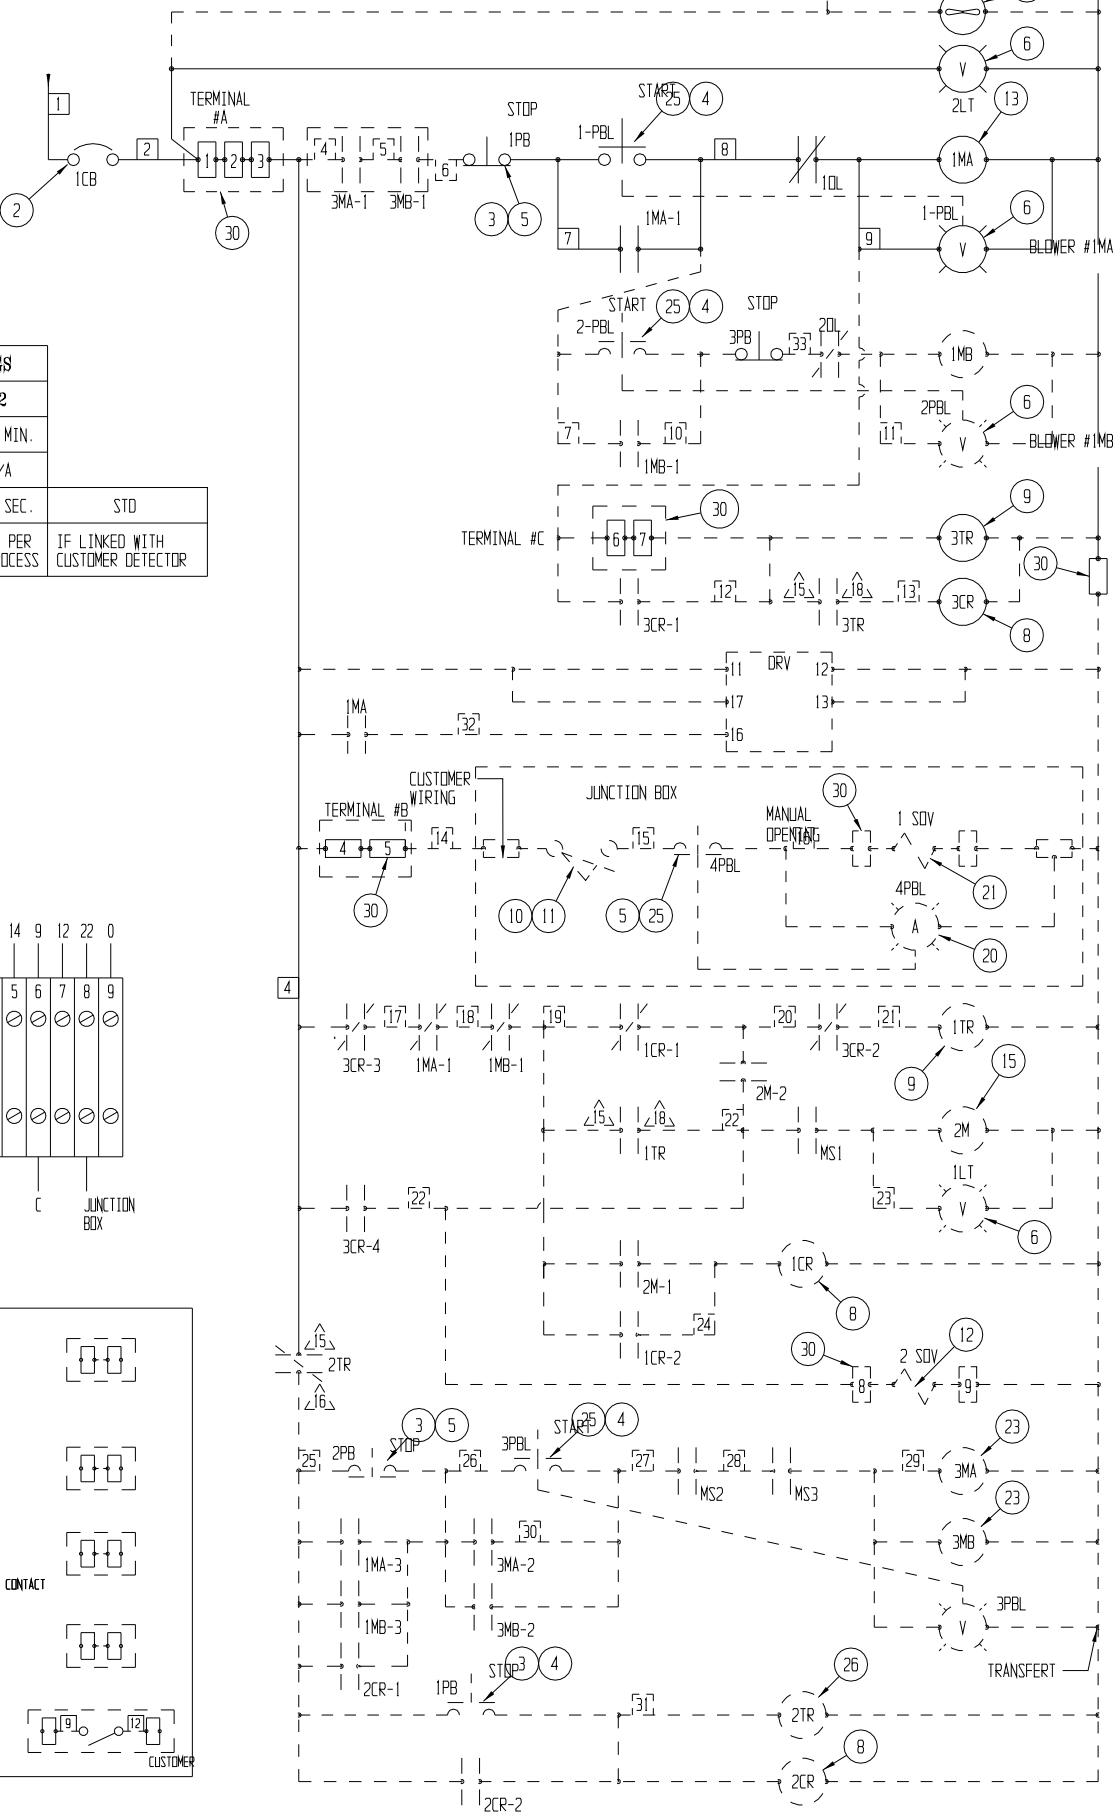 6
V
2LT
1
TERMINAL
#A
STOP
START
25
4
13
2
1CB
1
2
3
4
5
6
1PB
1-PBL
8
1OL
1MA
2
30
3MA-1
3MB-1
3
5
7
1MA-1
9
1-PBL
6
V
BLOWER #1MA
START
25
4
STOP
2-PBL
3PB
33
2OL
1MB
7
10
1MB-1
11
2PBL
6
V
BLOWER #1MB
MIN.
SEC.
STD
PER
IF LINKED WITH
CUSTOMER DETECTOR
TERMINAL #C
6
7
30
9
3TR
30
3CR-1
12
15
18
3TR
13
3CR
8
DRV
11
12
17
13
16
1MA
32
CUSTOMER
WIRING
JUNCTION BOX
TERMINAL #B
4
5
14
30
10
11
15
5
25
4PBL
MANUAL
OPERATING
16
30
1 SOV
21
4PBL
A
20
14
9
12
22
0
5
6
7
8
9
C
JUNCTION
BOX
4
3CR-3
17
1MA-1
18
1MB-1
19
1CR-1
20
3CR-2
21
1TR
9
2M-2
15
15
18
1TR
22
MS1
2M
1LT
23
V
6
3CR-4
22
2M-1
1CR
8
1CR-2
24
15
2TR
16
30
8
2 SOV
12
9
25
2PB
STOP
3
5
26
3PBL
START
25
4
27
MS2
28
MS3
29
3MA
23
3MB
23
1MA-3
3MA-2
30
1MB-3
3MB-2
3PBL
V
TRANSFERT
2CR-1
1PB
STOP
3
4
31
2TR
26
2CR-2
2CR
8
CONTACT
9
12
CUSTOMER